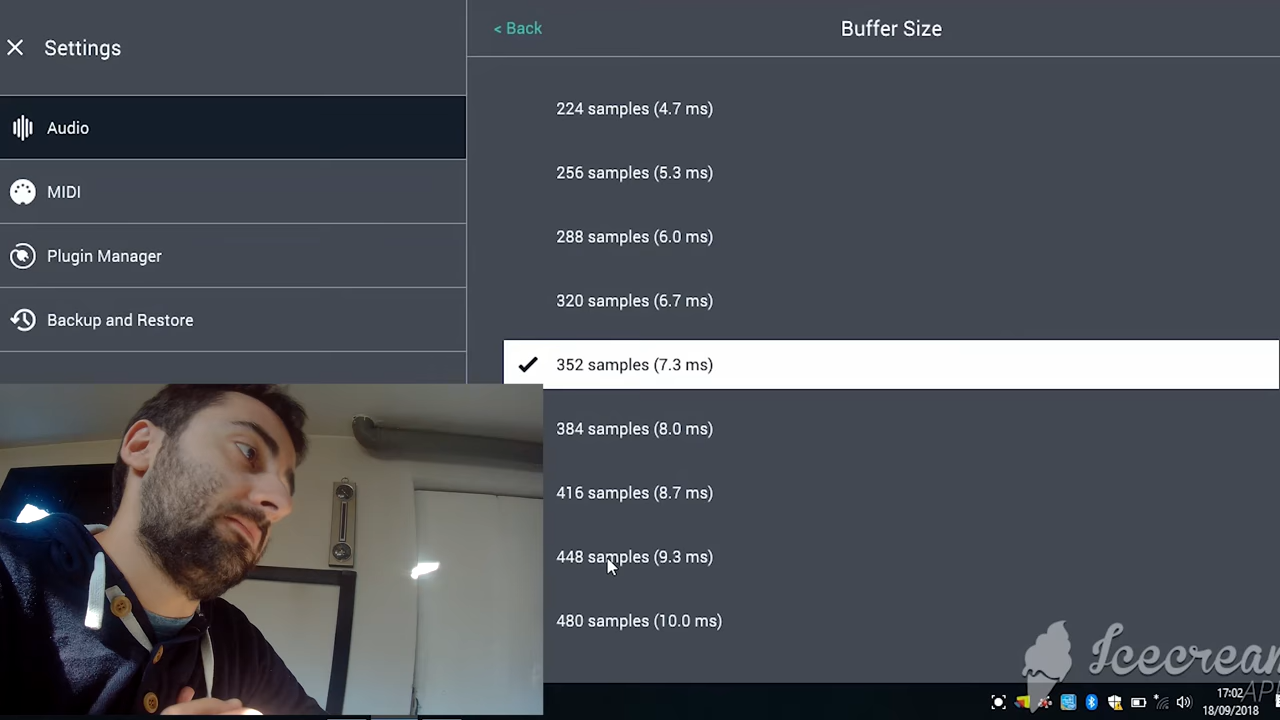 Settings
Audio
MIDI
Plugin Manager
Backup and Restore
< Back
Buffer Size
224 samples (4.7 ms)
256 samples (5.3 ms)
288 samples (6.0 ms)
320 samples (6.7 ms)
352 samples (7.3 ms)
384 samples (8.0 ms)
416 samples (8.7 ms)
448 samples (9.3 ms)
480 samples (10.0 ms)
Icecream
AP
17:02
18/09/2018